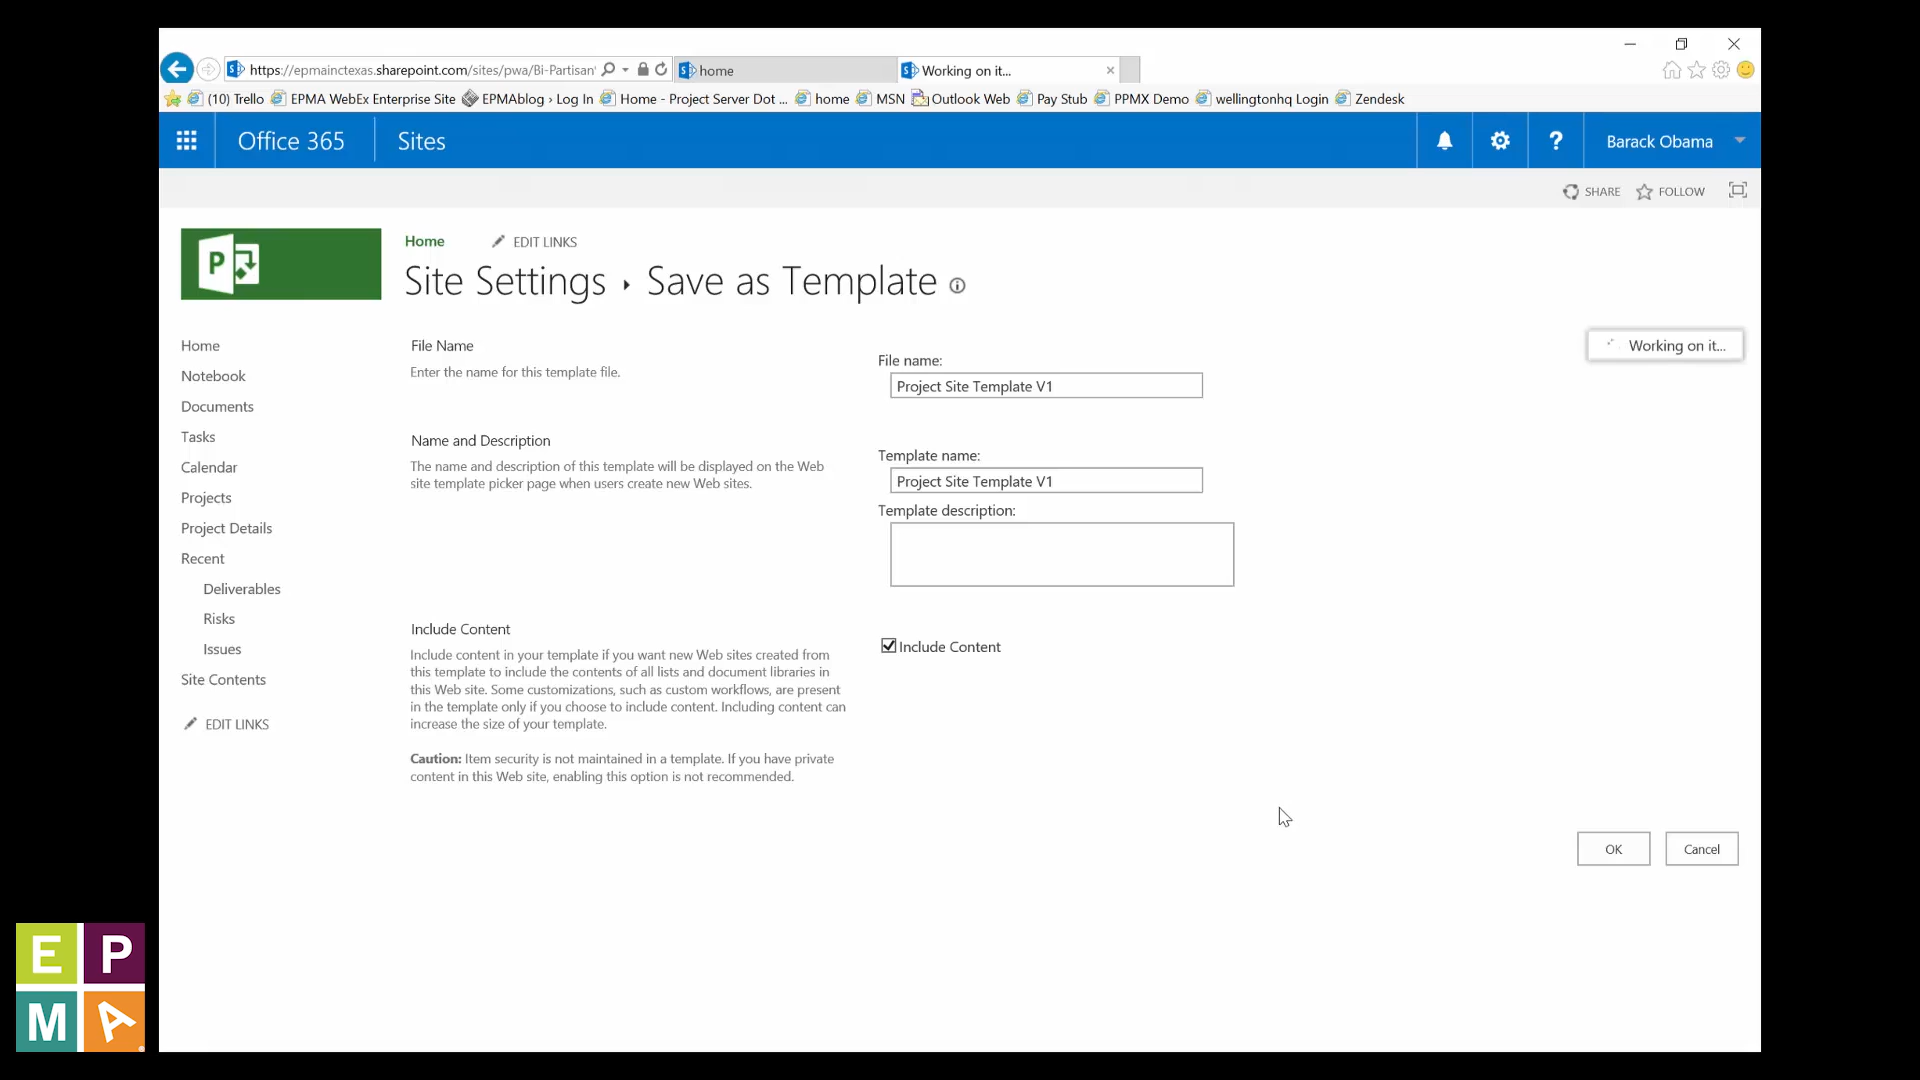 https://epmainctexas.sharepoint.com/sites/pwa/Bi-Partisan'
home
Working on it...
(10) Trello
EPMA WebEx Enterprise Site
EPMAblog › Log In
Home - Project Server Dot ...
home
MSN
Outlook Web
Pay Stub
PPMX Demo
wellingtonhq Login
Zendesk
Office 365
Sites
?
Barack Obama
SHARE
FOLLOW
P
Home
EDIT LINKS
Site Settings ▸ Save as Template
Home
Notebook
Documents
Tasks
Calendar
Projects
Project Details
Recent
Deliverables
Risks
Issues
Site Contents
EDIT LINKS
File Name
Enter the name for this template file.
File name:
Project Site Template V1
Working on it...
Name and Description
The name and description of this template will be displayed on the Web
site template picker page when users create new Web sites.
Template name:
Project Site Template V1
Template description:
Include Content
Include content in your template if you want new Web sites created from
this template to include the contents of all lists and document libraries in
this Web site. Some customizations, such as custom workflows, are present
in the template only if you choose to include content. Including content can
increase the size of your template.
Caution: Item security is not maintained in a template. If you have private
content in this Web site, enabling this option is not recommended.
Include Content
OK
Cancel
E P
M A